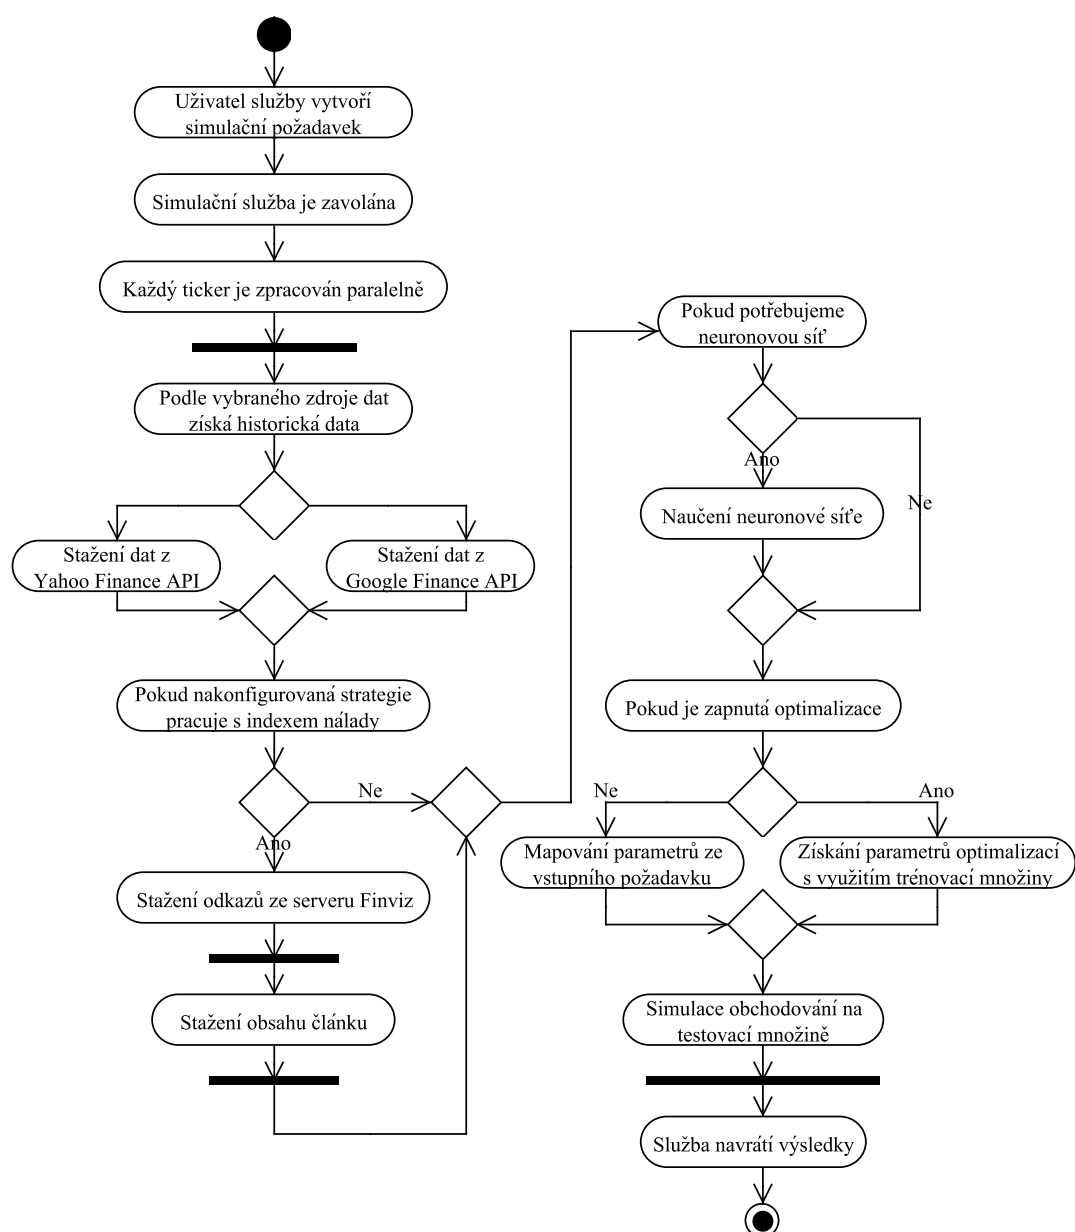 Uživatel služby vytvoří
simulační požadavek
Simulační služba je zavolána
Každý ticker je zpracován paralelně
Podle vybraného zdroje dat
získá historická data
Stažení dat z
Yahoo Finance API
Stažení dat z
Google Finance API
Pokud nakonfigurovaná strategie
pracuje s indexem nálady
Ne
Ano
Stažení odkazů ze serveru Finviz
Stažení obsahu článku
Pokud potřebujeme
neuronovou síť
Ano
Ne
Naučení neuronové síťe
Pokud je zapnutá optimalizace
Ne
Ano
Mapování parametrů ze
vstupního požadavku
Získání parametrů optimalizací
s využitím trénovací množiny
Simulace obchodování na
testovací množině
Služba navrátí výsledky